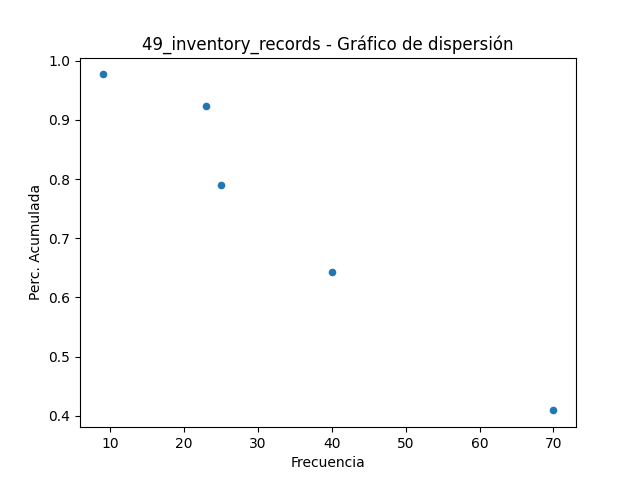 49_inventory_records - Gráfico de dispersión
1.0
0.9
0.8
0.7
0.6
0.5
0.4
Perc. Acumulada
10 20 30 40 50 60 70
Frecuencia